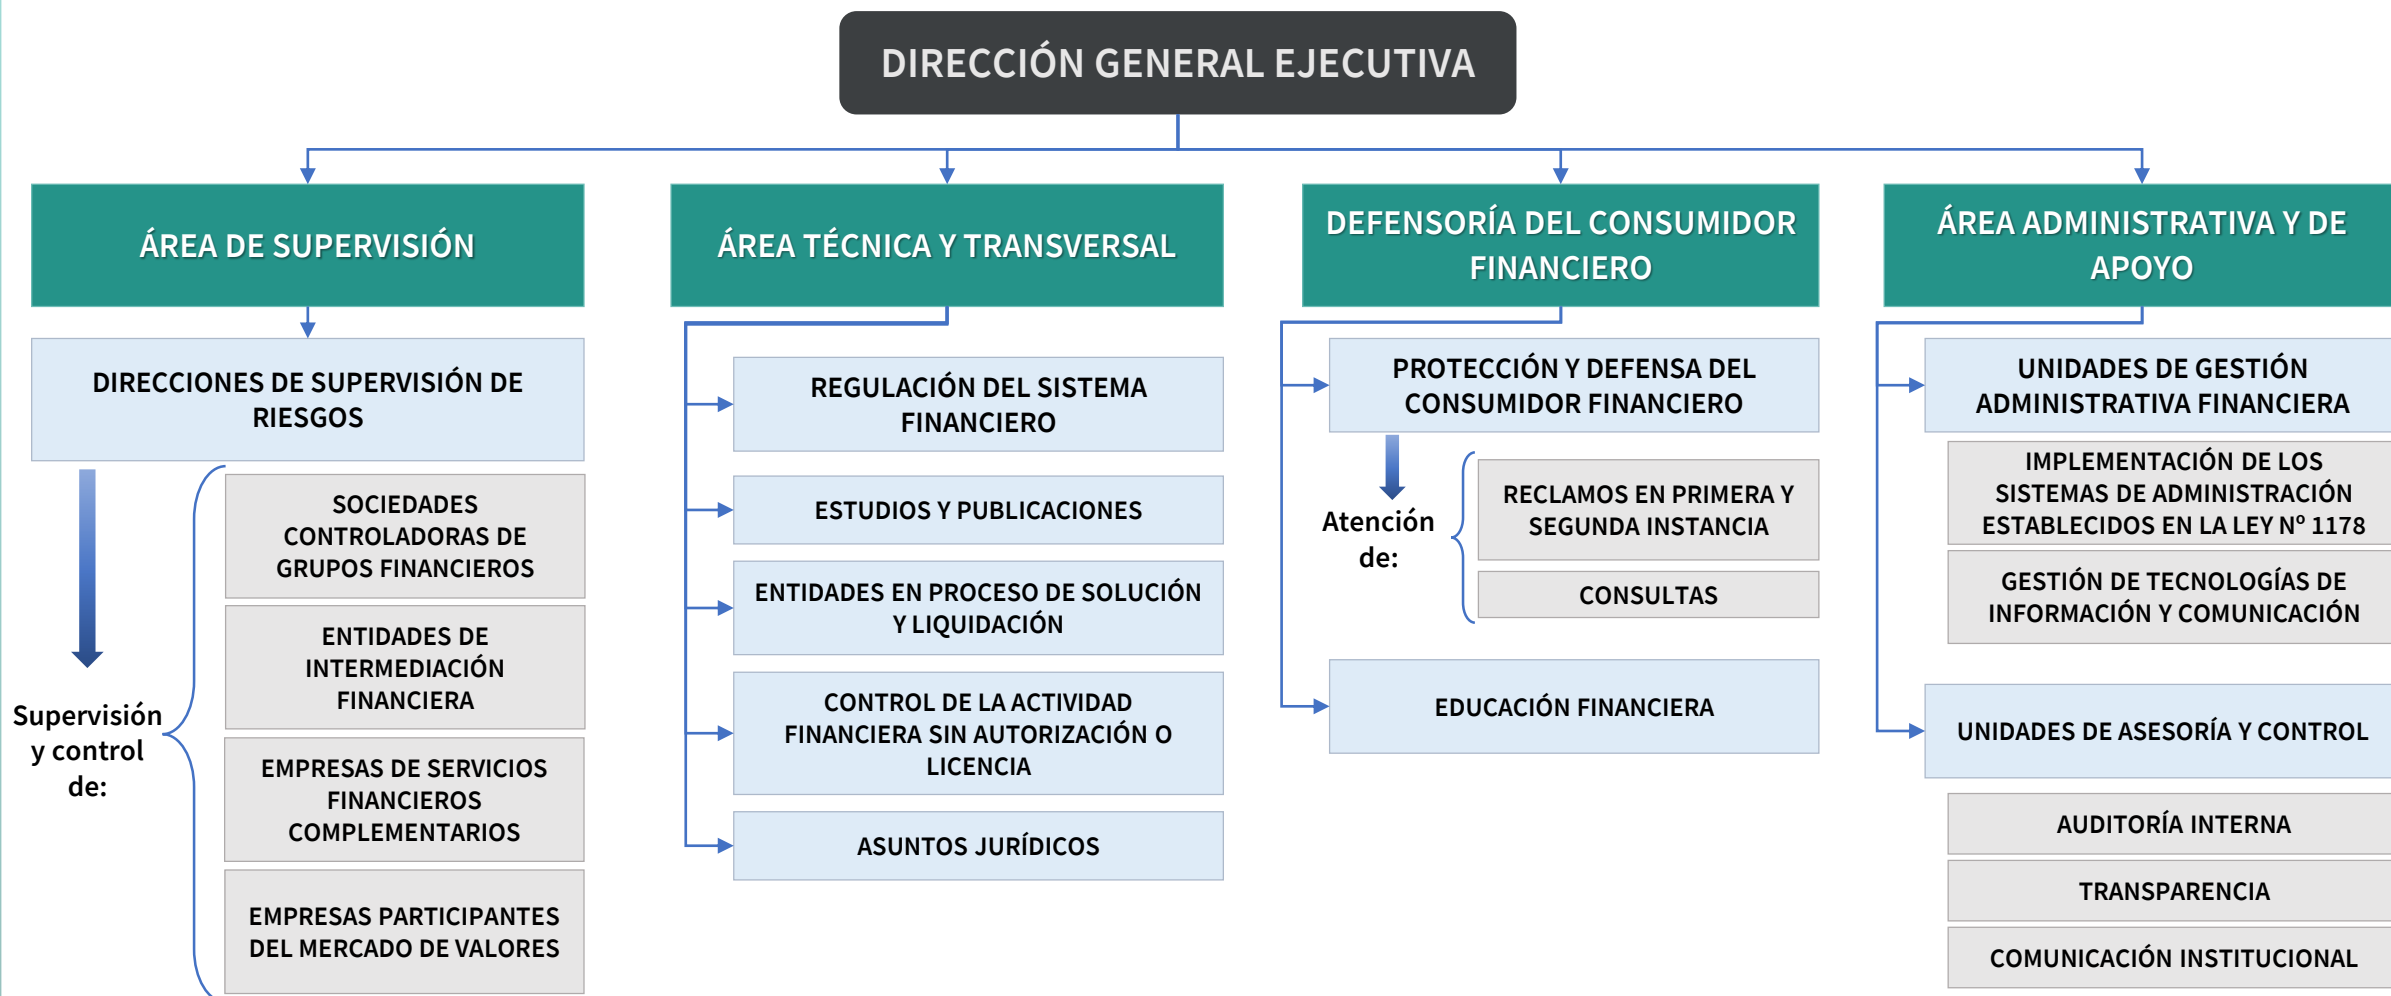 DIRECCIÓN GENERAL EJECUTIVA
ÁREA DE SUPERVISIÓN
DIRECCIONES DE SUPERVISIÓN DE
RIESGOS
Supervisión
y control
de:
SOCIEDADES
CONTROLADORAS DE
GRUPOS FINANCIEROS
ENTIDADES DE
INTERMEDIACIÓN
FINANCIERA
EMPRESAS DE SERVICIOS
FINANCIEROS
COMPLEMENTARIOS
EMPRESAS PARTICIPANTES
DEL MERCADO DE VALORES
ÁREA TÉCNICA Y TRANSVERSAL
REGULACIÓN DEL SISTEMA
FINANCIERO
ESTUDIOS Y PUBLICACIONES
ENTIDADES EN PROCESO DE SOLUCIÓN
Y LIQUIDACIÓN
CONTROL DE LA ACTIVIDAD
FINANCIERA SIN AUTORIZACIÓN O
LICENCIA
ASUNTOS JURÍDICOS
DEFENSORÍA DEL CONSUMIDOR
FINANCIERO
PROTECCIÓN Y DEFENSA DEL
CONSUMIDOR FINANCIERO
Atención
de:
RECLAMOS EN PRIMERA Y
SEGUNDA INSTANCIA
CONSULTAS
EDUCACIÓN FINANCIERA
ÁREA ADMINISTRATIVA Y DE
APOYO
UNIDADES DE GESTIÓN
ADMINISTRATIVA FINANCIERA
IMPLEMENTACIÓN DE LOS
SISTEMAS DE ADMINISTRACIÓN
ESTABLECIDOS EN LA LEY Nº 1178
GESTIÓN DE TECNOLOGÍAS DE
INFORMACIÓN Y COMUNICACIÓN
UNIDADES DE ASESORÍA Y CONTROL
AUDITORÍA INTERNA
TRANSPARENCIA
COMUNICACIÓN INSTITUCIONAL